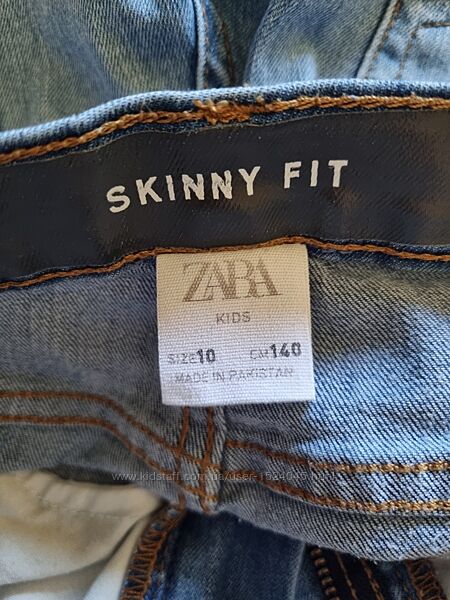 SKINNY FIT
ZARA
KIDS
SIZE 10 CM 140
MADE IN PAKISTAN